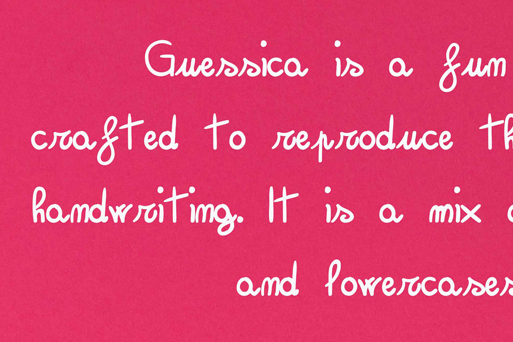 Guessica is a fun
crafted to reproduce th
handwriting. It is a mix
and lowercases